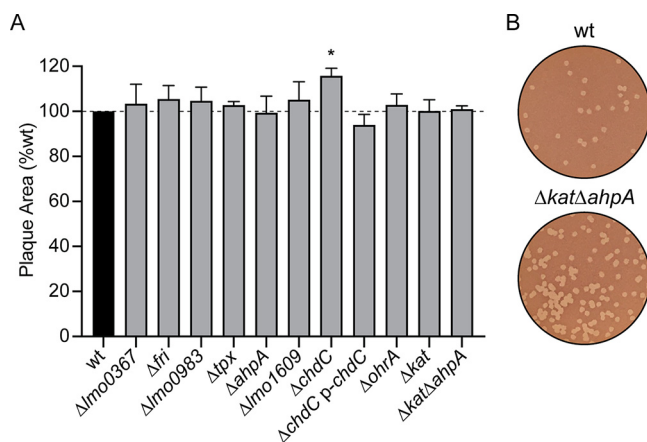 A
Plaque Area (%wt)
120
100
80
60
40
20
0
*
wt
Δlmo0367
Δfri
Δlmo0983
Δtpx
ΔahpA
Δlmo1609
ΔchdC
ΔchdC p-chdC
ΔohrA
Δkat
ΔkatΔahpA
B
wt
ΔkatΔahpA